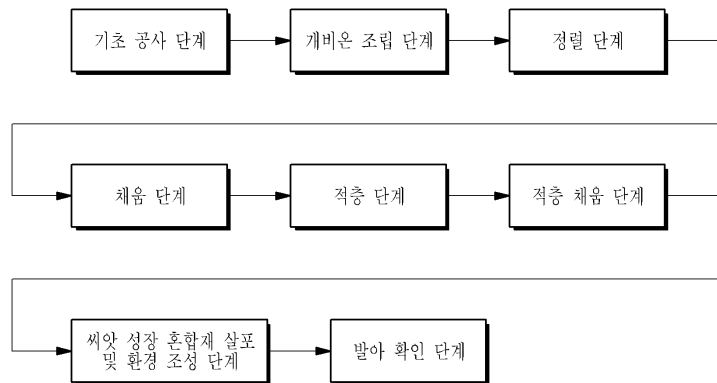 기초 공사 단계
개비온 조립 단계
정렬 단계
채움 단계
적층 단계
적층 채움 단계
씨앗 성장 혼합재 살포
및 환경 조성 단계
발아 확인 단계